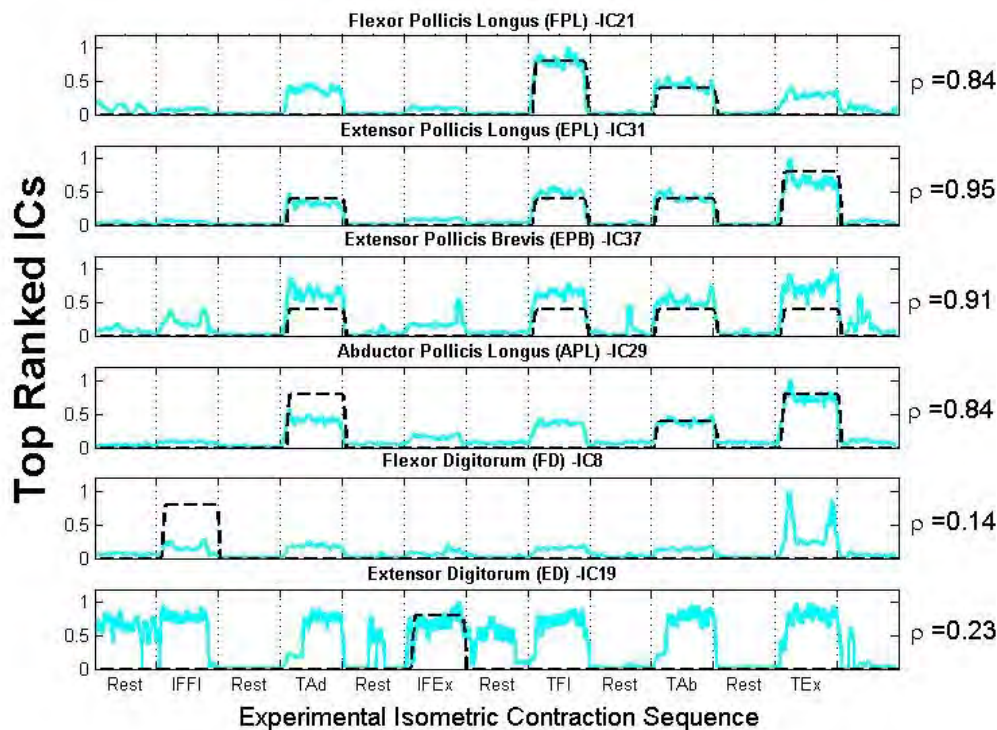 Flexor Pollicis Longus (FPL) -IC21
1
0.5
0
ρ =0.84
Extensor Pollicis Longus (EPL) -IC31
1
0.5
0
ρ =0.95
Extensor Pollicis Brevis (EPB) -IC37
1
0.5
0
ρ =0.91
Abductor Pollicis Longus (APL) -IC29
1
0.5
0
ρ =0.84
Flexor Digitorum (FD) -IC8
1
0.5
0
ρ =0.14
Extensor Digitorum (ED) -IC19
1
0.5
0
ρ =0.23
Rest IFFl Rest TAd Rest IFEx Rest TFl Rest TAb Rest TEx
Experimental Isometric Contraction Sequence
Top Ranked ICs